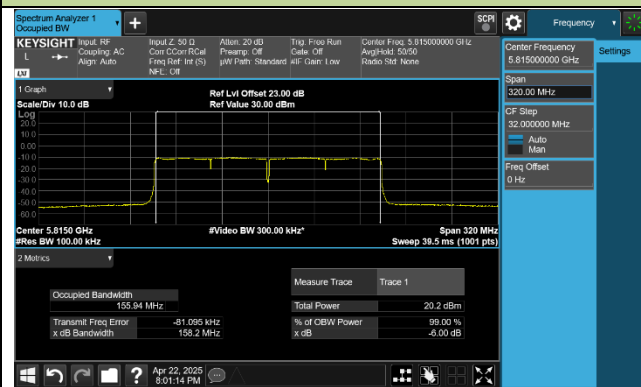 Spectrum Analyzer 1
Occupied BW
SCPI
Frequency
KEYSIGHT
Input: RF
Coupling: AC
Align: Auto
Input Z: 50 Ω
Corr CCorr RCal
Freq Ref: Int (S)
NFE: Off
Atten: 20 dB
Preamp: Off
µW Path: Standard
Trig: Free Run
Gate: Off
#IF Gain: Low
Center Freq: 5.815000000 GHz
Avg|Hold: 50/50
Radio Std: None
L
LXI
Center Frequency
5.815000000 GHz
Settings
Span
320.00 MHz
CF Step
32.000000 MHz
Auto
Man
Freq Offset
0 Hz
1 Graph
Scale/Div 10.0 dB
Ref Lvl Offset 23.00 dB
Ref Value 30.00 dBm
Log
20.0
10.0
0.00
-10.0
-20.0
-30.0
-40.0
-50.0
-60.0
Center 5.8150 GHz
#Video BW 300.00 kHz*
Span 320 MHz
#Res BW 100.00 kHz
Sweep 39.5 ms (1001 pts)
2 Metrics
Measure Trace
Trace 1
Occupied Bandwidth
155.94 MHz
Total Power
20.2 dBm
Transmit Freq Error
-81.095 kHz
% of OBW Power
99.00 %
x dB Bandwidth
158.2 MHz
x dB
-6.00 dB
Apr 22, 2025
8:01:14 PM